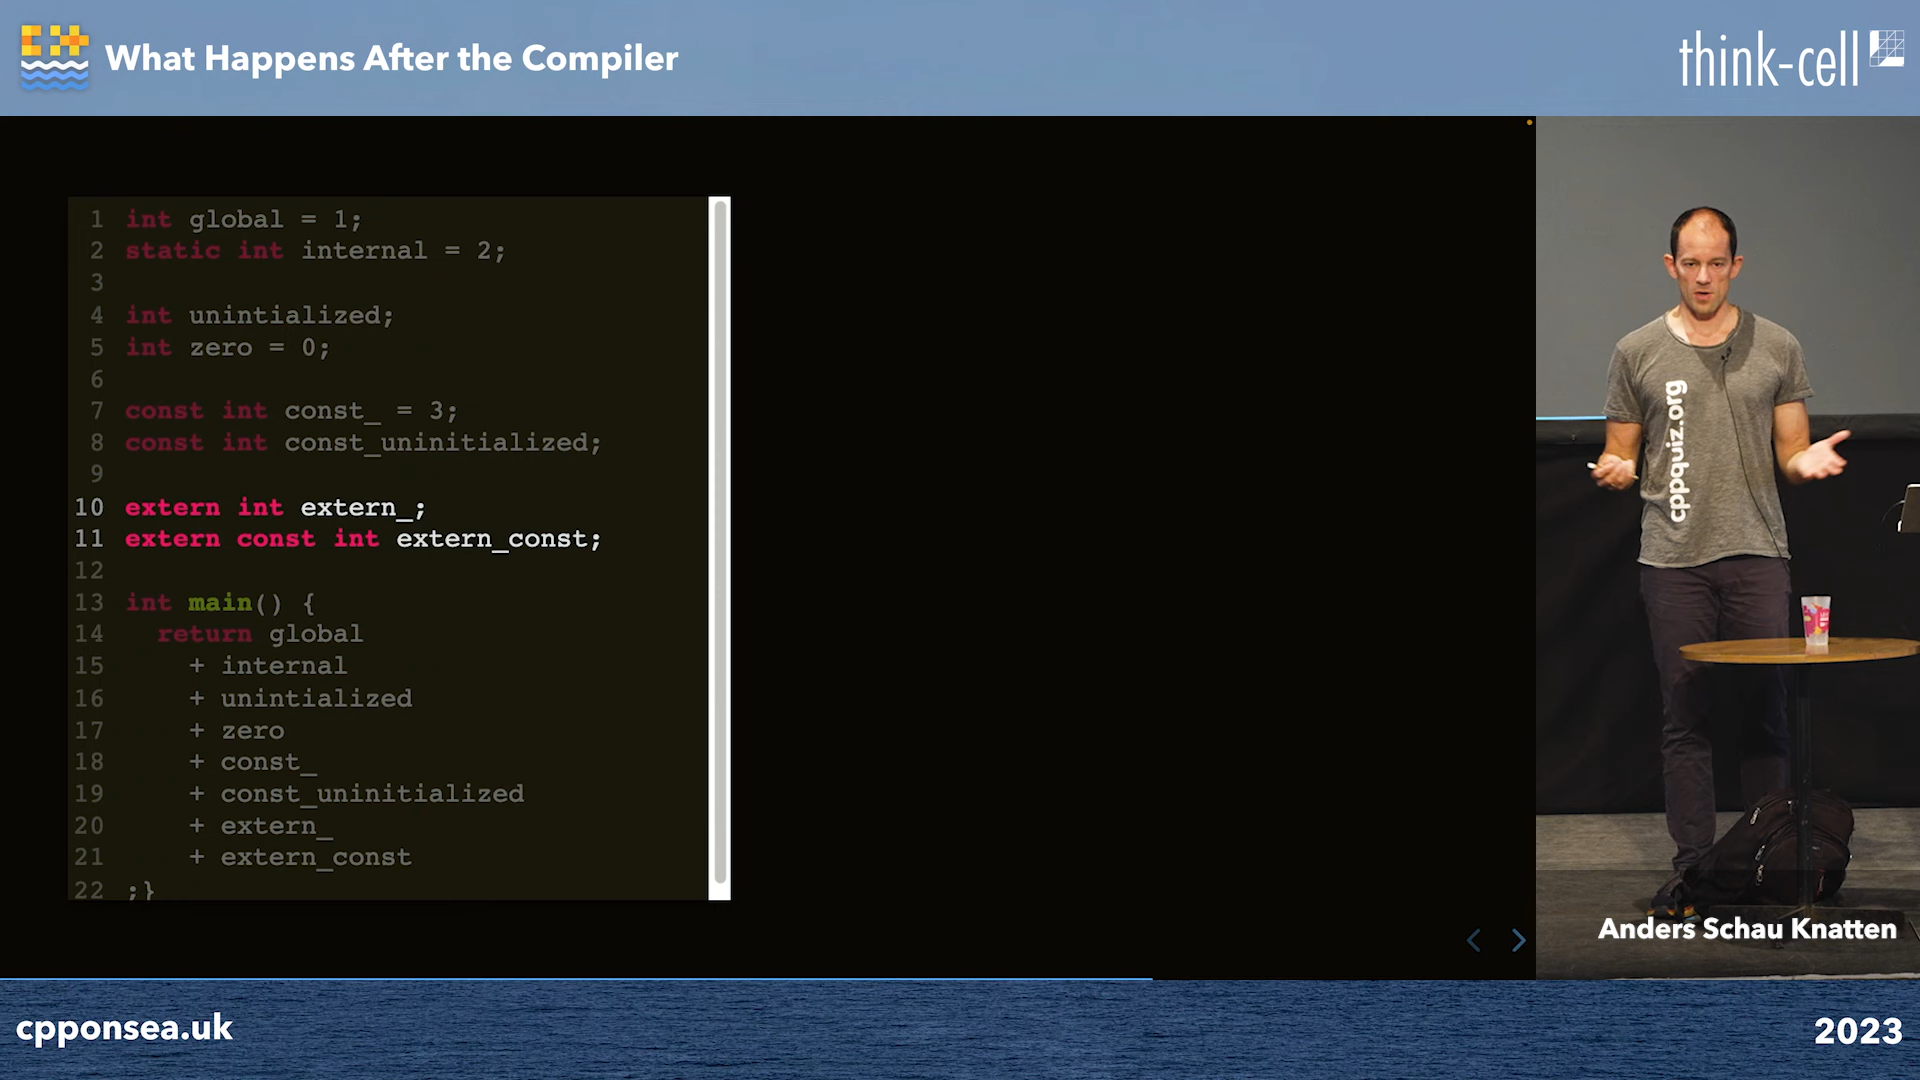 What Happens After the Compiler
think-cell
1 int global = 1;
2 static int internal = 2;
3
4 int unintialized;
5 int zero = 0;
6
7 const int const_ = 3;
8 const int const_uninitialized;
9
10 extern int extern_;
11 extern const int extern_const;
12
13 int main() {
14 return global
15 + internal
16 + unintialized
17 + zero
18 + const_
19 + const_uninitialized
20 + extern_
21 + extern_const
22 ;}
cppquiz.org
Anders Schau Knatten
cpponsea.uk
2023